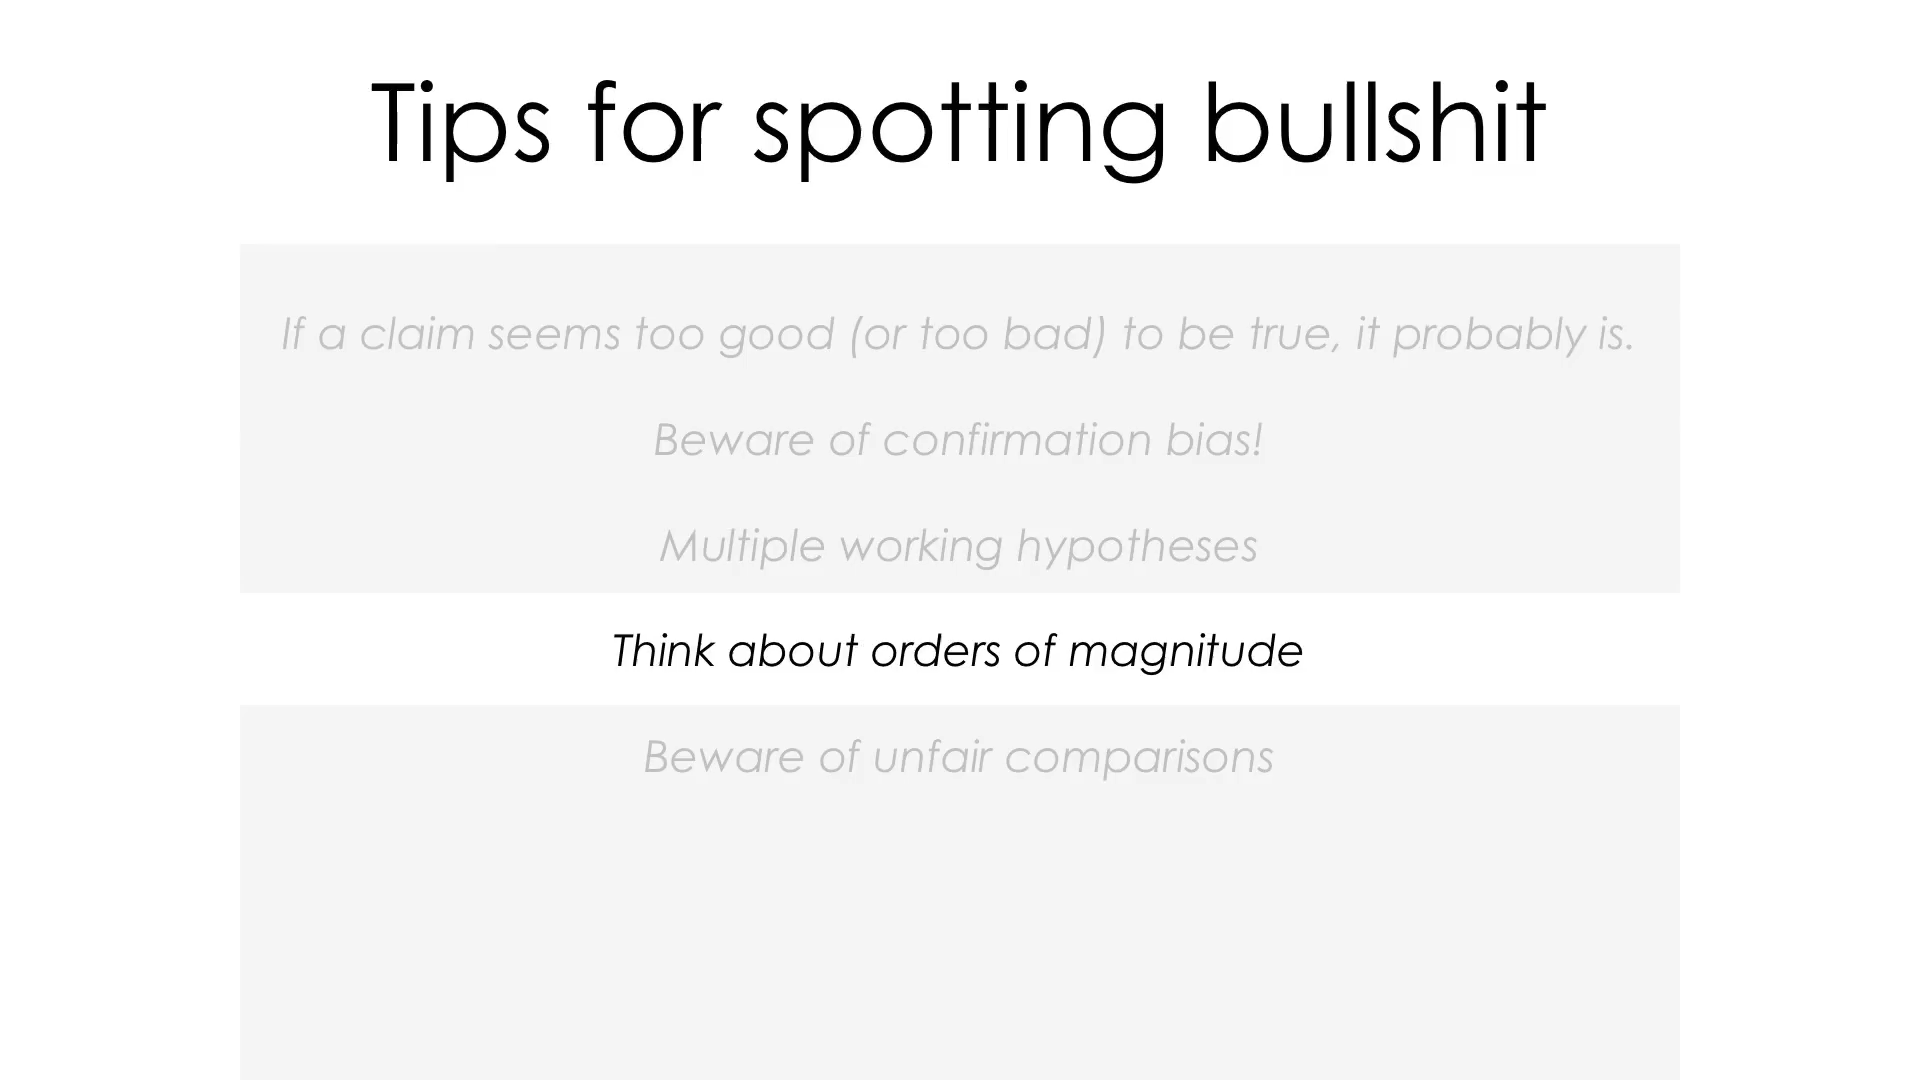 Tips for spotting bullshit
If a claim seems too good (or too bad) to be true, it probably is.
Beware of confirmation bias!
Multiple working hypotheses
Think about orders of magnitude
Beware of unfair comparisons